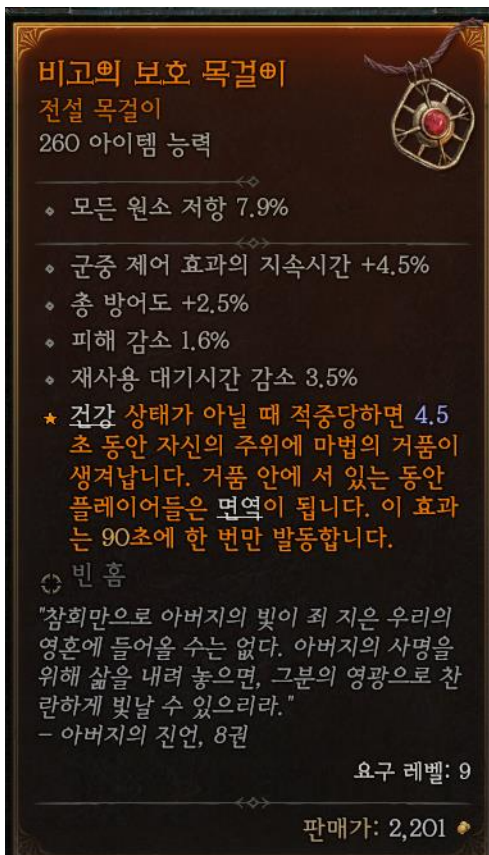 비고의 보호 목걸이
전설 목걸이
260 아이템 능력
모든 원소 저항 7.9%
군중 제어 효과의 지속시간 +4.5%
총 방어도 +2.5%
피해 감소 1.6%
재사용 대기시간 감소 3.5%
건강 상태가 아닐 때 적중당하면 4.5
초 동안 자신의 주위에 마법의 거품이
생겨납니다. 거품 안에 서 있는 동안
플레이어들은 면역이 됩니다. 이 효과
는 90초에 한 번만 발동합니다.
빈 홈
"참회만으로 아버지의 빛이 죄 지은 우리의
영혼에 들어올 수는 없다. 아버지의 사명을
위해 삶을 내려 놓으면, 그분의 영광으로 찬
란하게 빛날 수 있으리라."
– 아버지의 진언, 8권
요구 레벨: 9
판매가: 2,201